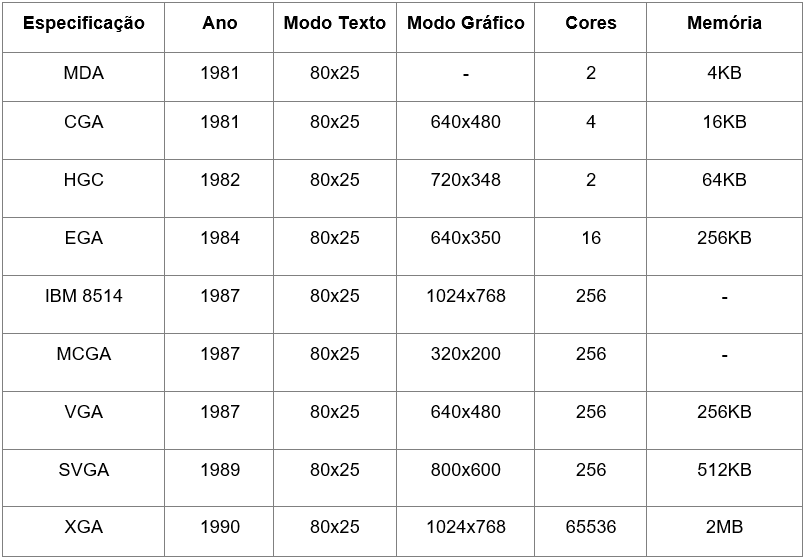 Especificação Ano Modo Texto Modo Gráfico Cores Memória
MDA 1981 80x25 - 2 4KB
CGA 1981 80x25 640x480 4 16KB
HGC 1982 80x25 720x348 2 64KB
EGA 1984 80x25 640x350 16 256KB
IBM 8514 1987 80x25 1024x768 256 -
MCGA 1987 80x25 320x200 256 -
VGA 1987 80x25 640x480 256 256KB
SVGA 1989 80x25 800x600 256 512KB
XGA 1990 80x25 1024x768 65536 2MB